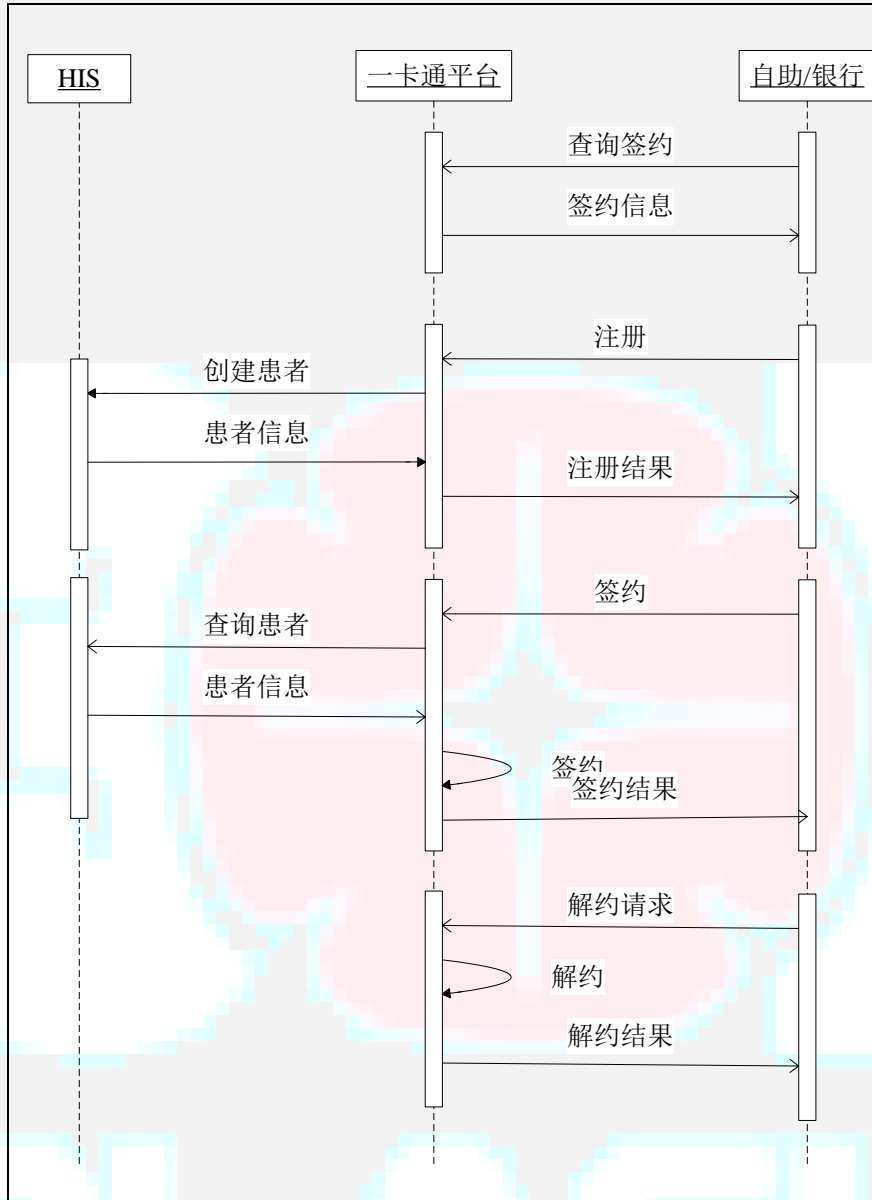 HIS
一卡通平台
自助/银行
查询签约
签约信息
注册
创建患者
患者信息
注册结果
签约
查询患者
患者信息
签约
签约结果
解约请求
解约
解约结果